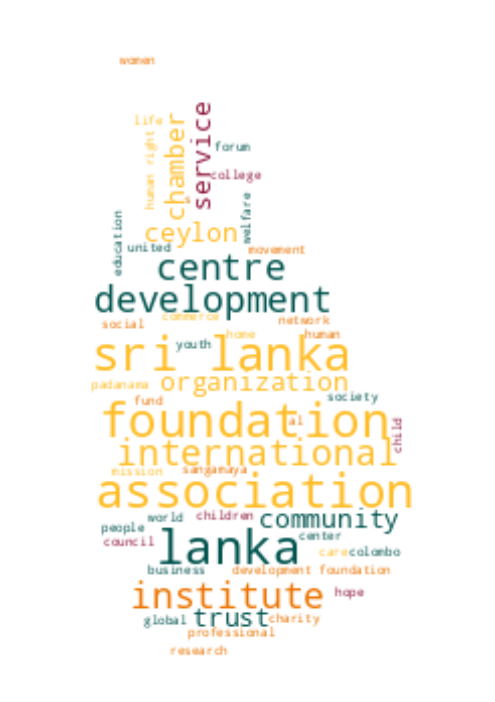 women
life
human right
chamber
service
forum
college
s
welfare
ceylon
education
united
movement
centre
development
commerce
social
network
home
human
youth
sri lanka
padanama
organization
fund
society
foundation
al
child
international
mission
sangamaya
association
world
children
community
people
center
council
lanka
care
colombo
business
development foundation
institute
hope
global
trust
charity
professional
research